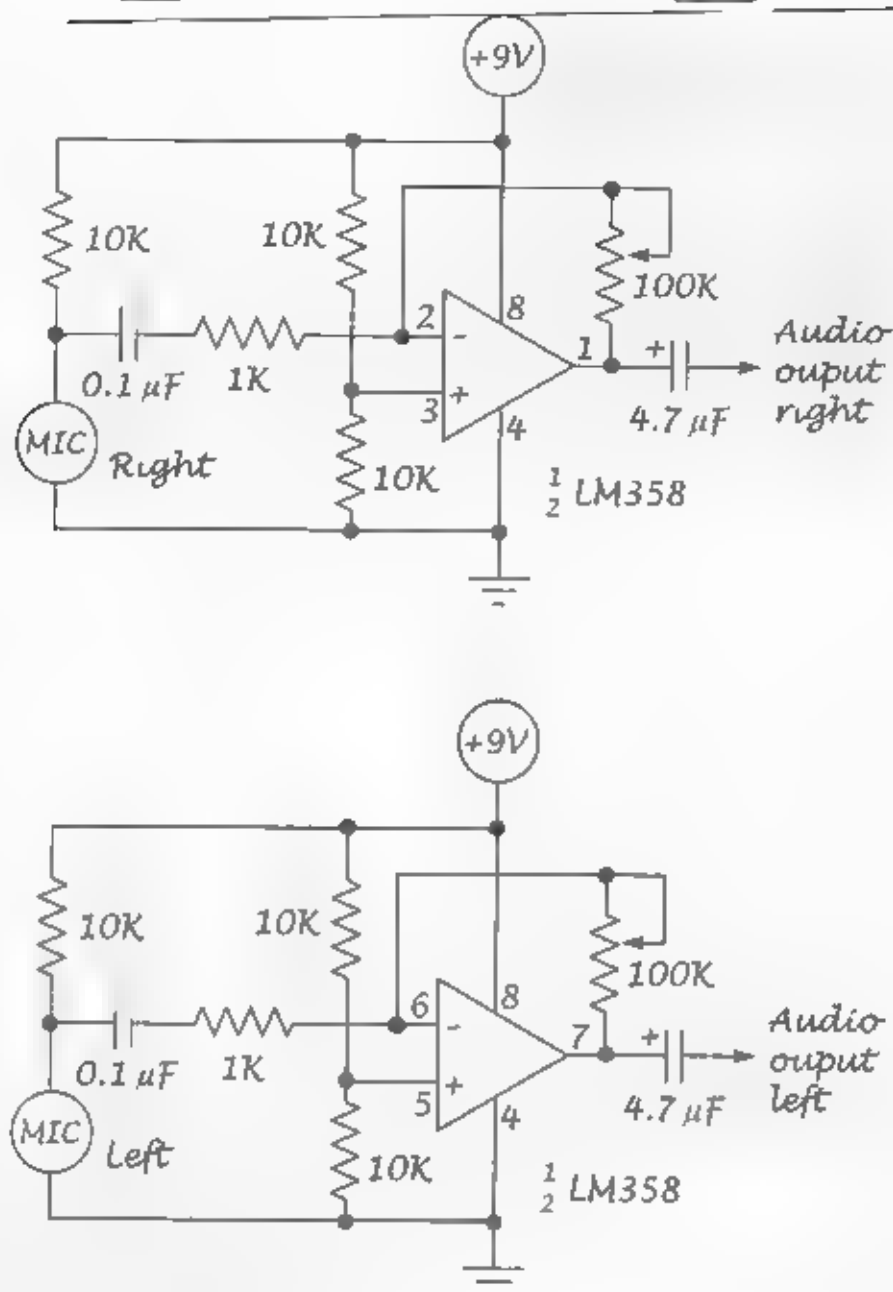 +9V
10K
10K
100K
2
-
8
1
+
Audio
ouput
right
0.1 µF
1K
3
+
4
4.7 µF
MIC
Right
10K
1/2 LM358
+9V
10K
10K
100K
6
-
8
7
+
Audio
ouput
left
0.1 µF
1K
5
+
4
4.7 µF
MIC
Left
10K
1/2 LM358